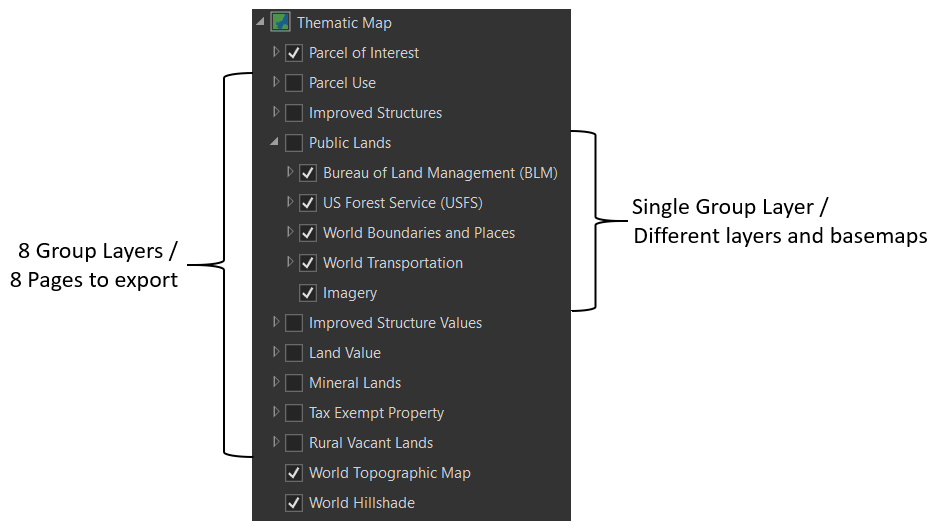 Thematic Map
Parcel of Interest
Parcel Use
Improved Structures
Public Lands
Bureau of Land Management (BLM)
US Forest Service (USFS)
World Boundaries and Places
World Transportation
Imagery
Improved Structure Values
Land Value
Mineral Lands
Tax Exempt Property
Rural Vacant Lands
World Topographic Map
World Hillshade
8 Group Layers /
8 Pages to export
Single Group Layer /
Different layers and basemaps